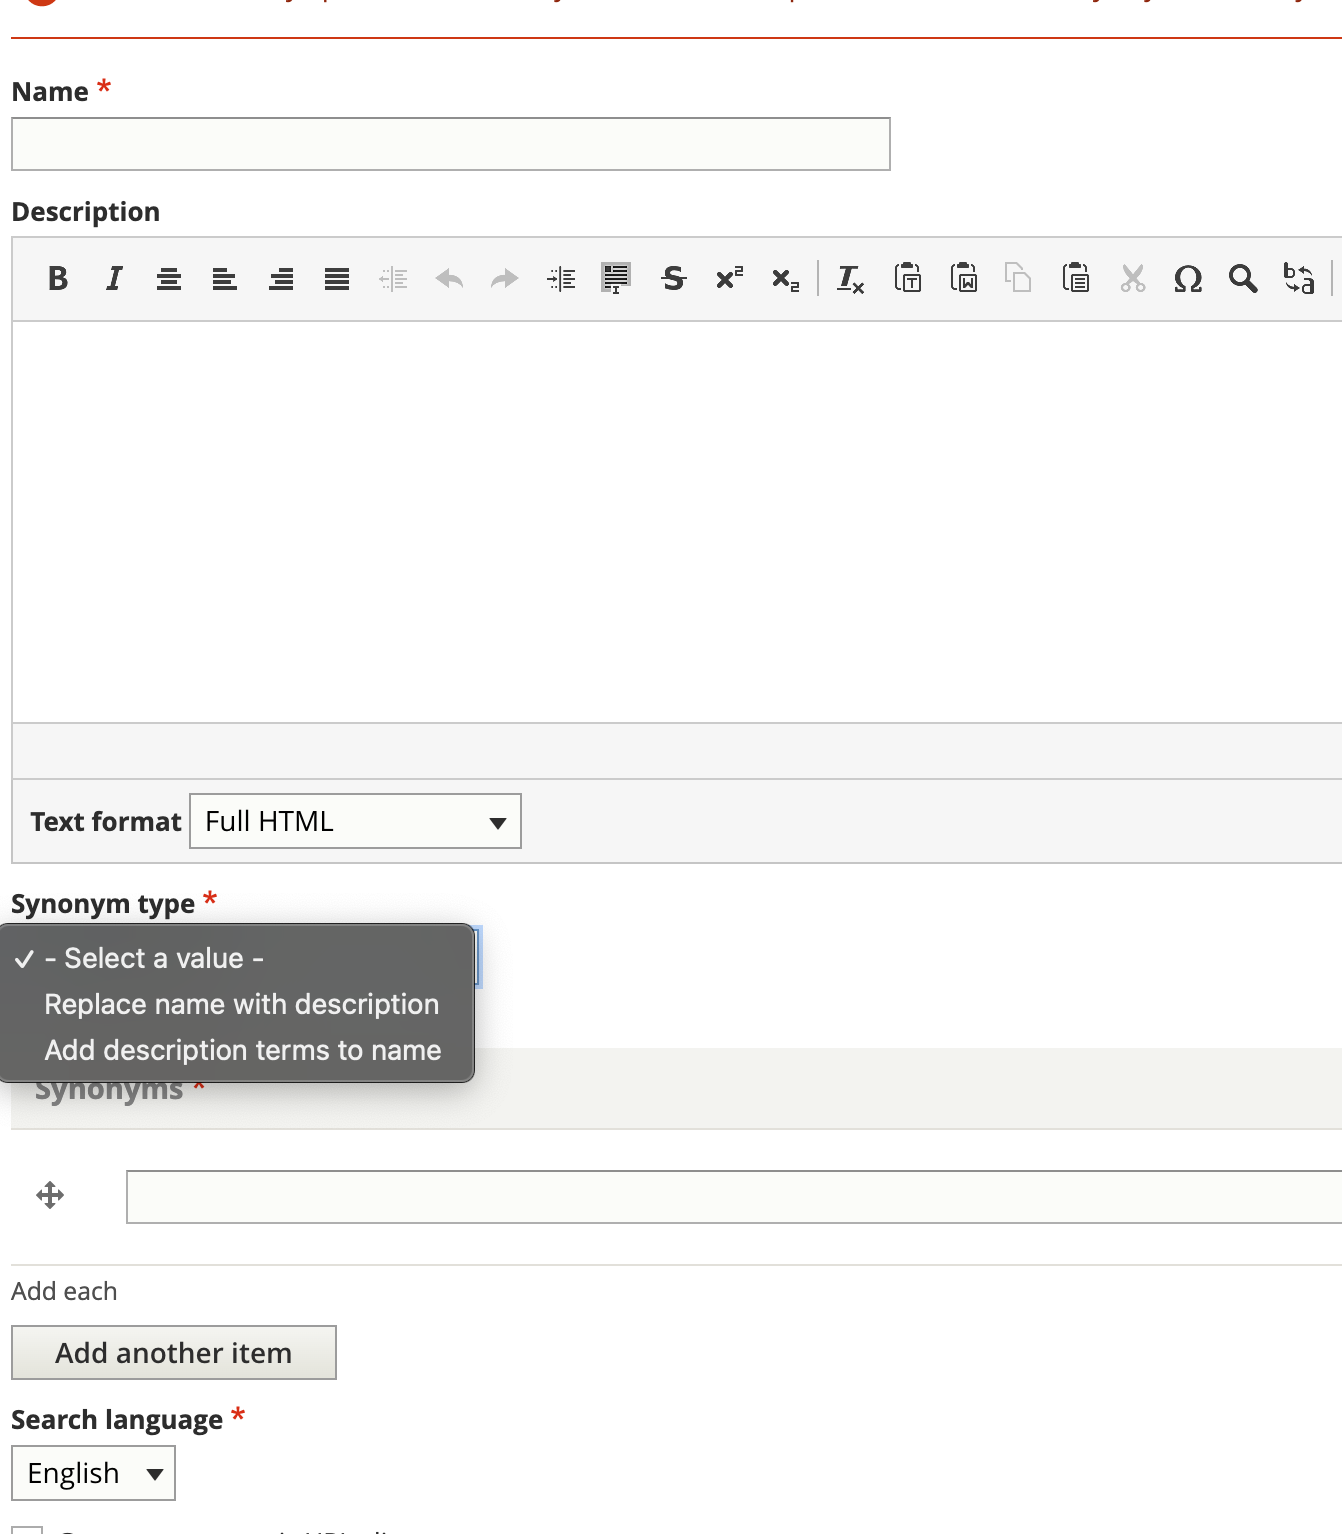 Name *
Description
Text format Full HTML
Synonym type *
✓ - Select a value -
Replace name with description
Add description terms to name
Synonyms *
Add each
Add another item
Search language *
English